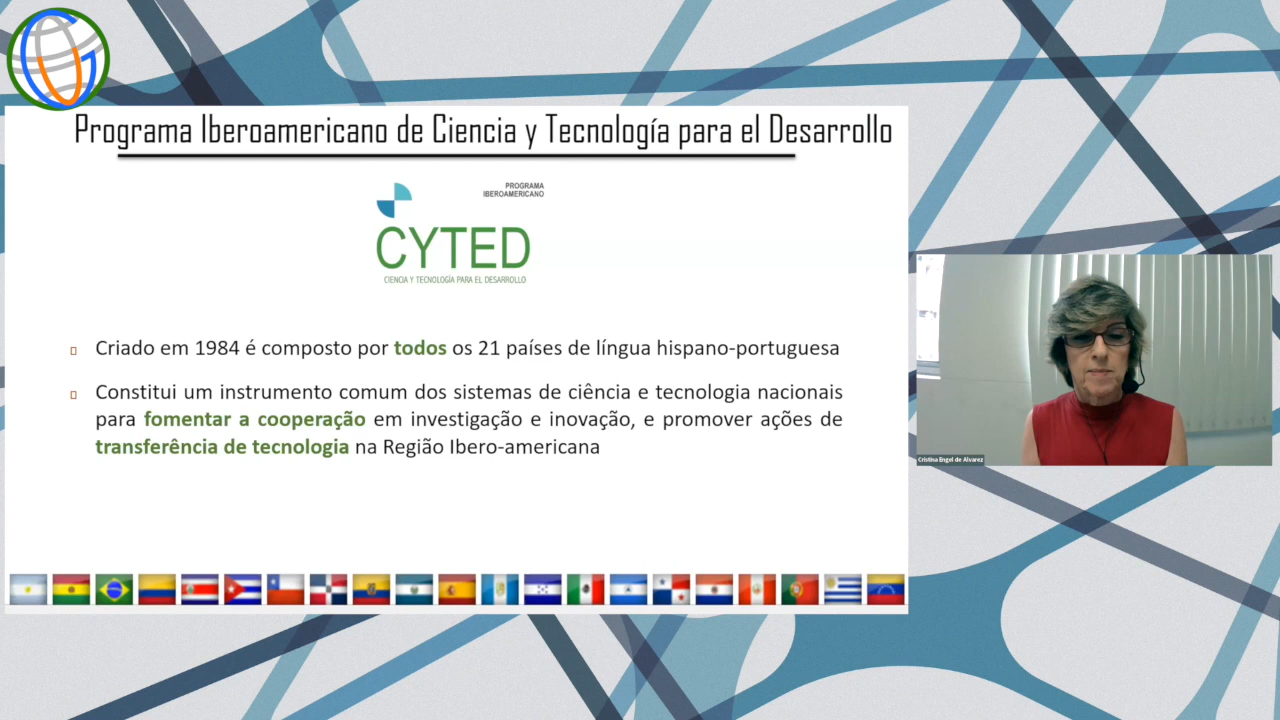 Programa Iberoamericano de Ciencia y Tecnología para el Desarrollo
PROGRAMA
IBEROAMERICANO
CYTED
CIENCIA Y TECNOLOGÍA PARA EL DESARROLLO
Criado em 1984 é composto por todos os 21 países de língua hispano-portuguesa
Constitui um instrumento comum dos sistemas de ciência e tecnologia nacionais
para fomentar a cooperação em investigação e inovação, e promover ações de
transferência de tecnologia na Região Ibero-americana
Cristina Engel de Alvarez